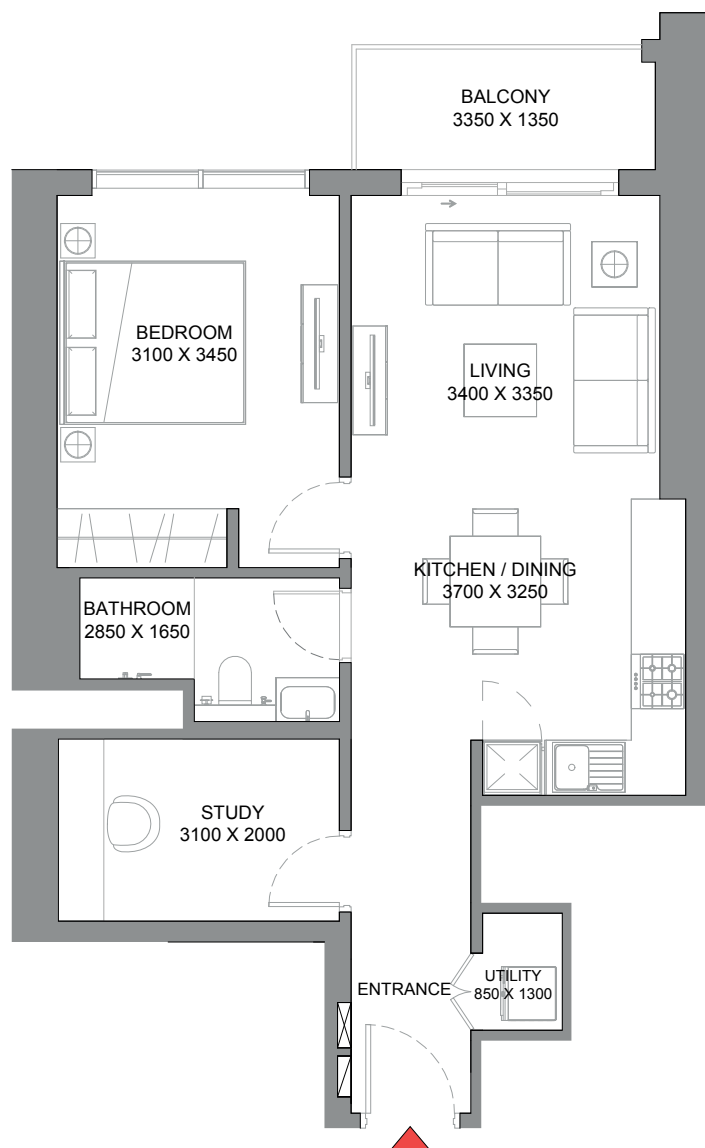 BALCONY
3350 X 1350
BEDROOM
3100 X 3450
LIVING
3400 X 3350
KITCHEN / DINING
3700 X 3250
BATHROOM
2850 X 1650
STUDY
3100 X 2000
ENTRANCE
UTILITY
850 X 1300